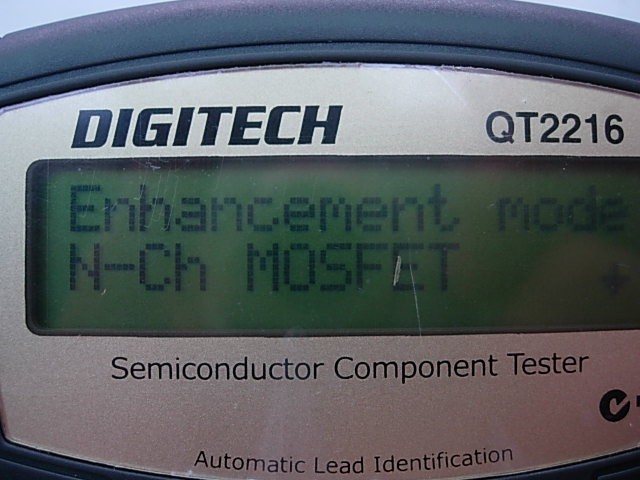 DIGITECH QT2216
Enhancement mode
N-Ch MOSFET ↓
Semiconductor Component Tester
Automatic Lead Identification